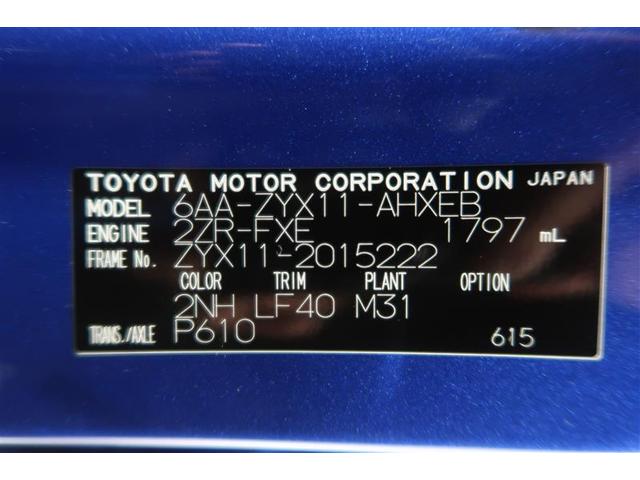 TOYOTA MOTOR CORPORATION JAPAN
MODEL 6AA-ZYX11-AHXEB
ENGINE 2ZR-FXE 1797 mL
FRAME No. ZYX11-2015222
COLOR TRIM PLANT OPTION
2NH LF40 M31
TRANS./AXLE P610 615